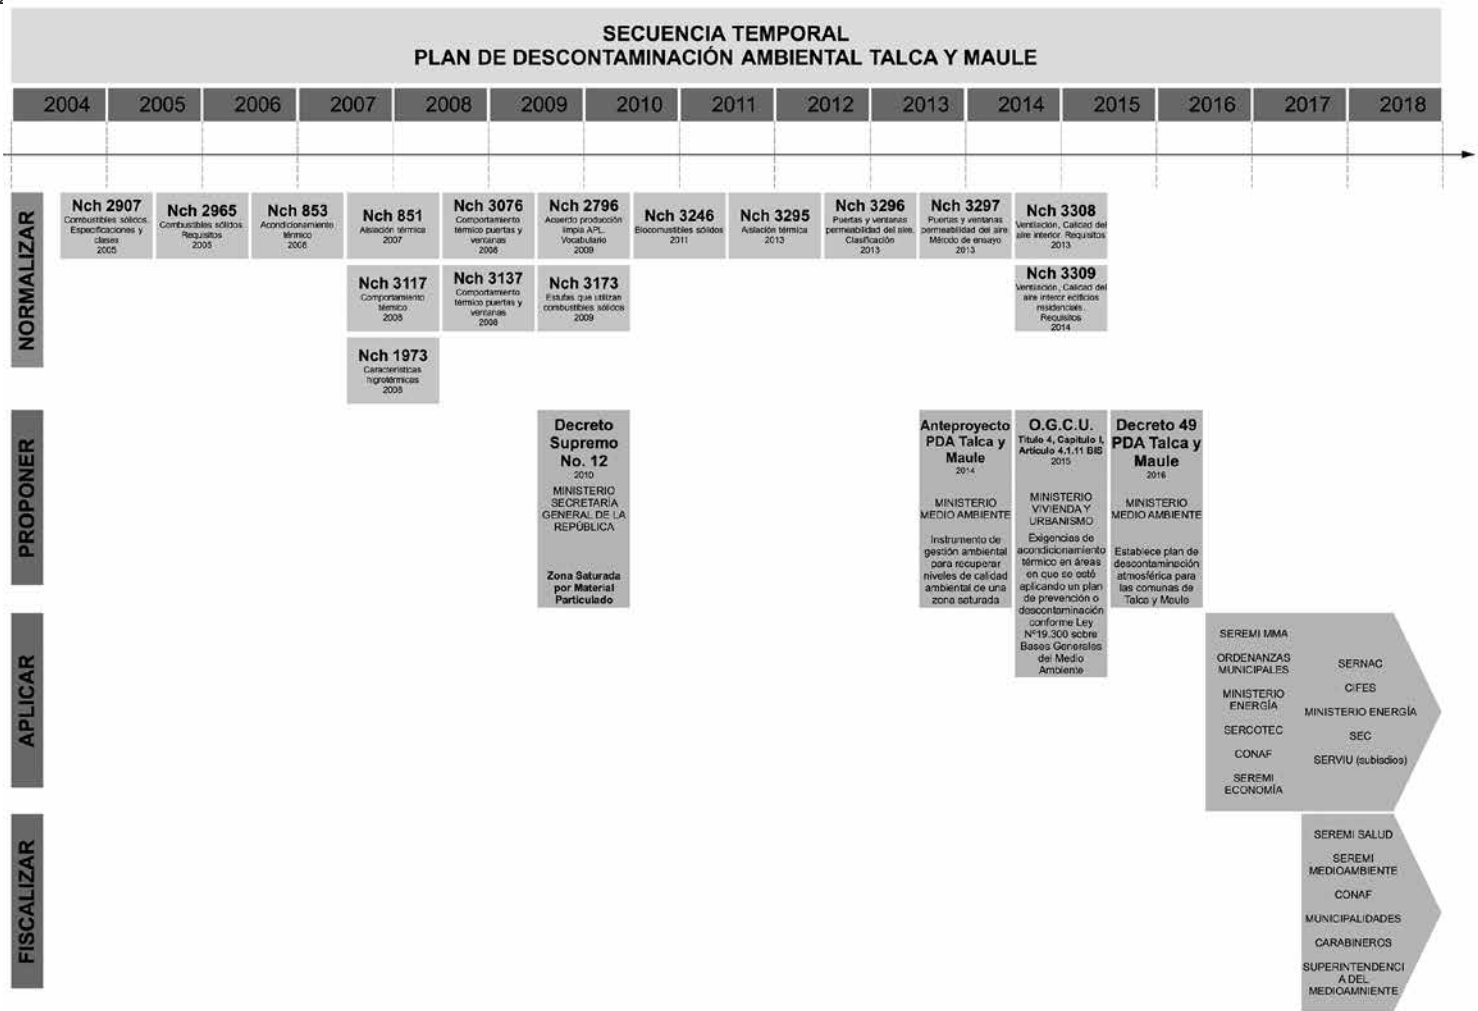 SECUENCIA TEMPORAL
PLAN DE DESCONTAMINACIÓN AMBIENTAL TALCA Y MAULE
2004 2005 2006 2007 2008 2009 2010 2011 2012 2013 2014 2015 2016 2017 2018
NORMALIZAR
Nch 2907
Combustibles sólidos.
Especificaciones y
clases
2005
Nch 2965
Combustibles sólidos
Requisitos
2005
Nch 853
Acondicionamiento
térmico
2006
Nch 851
Aislación térmica
2007
Nch 3076
Comportamiento
térmico puertas y
ventanas
2008
Nch 2796
Acuerdo producción
limpia APL.
Vocabulario
2009
Nch 3246
Biocombustibles sólidos
2011
Nch 3295
Aislación térmica
2013
Nch 3296
Puertas y ventanas
permeabilidad del aire.
Clasificación
2013
Nch 3297
Puertas y ventanas
permeabilidad del aire
Método de ensayo
2013
Nch 3308
Ventilación, Calidad del
aire interior. Requisitos
2013
Nch 3117
Comportamiento
térmico
2008
Nch 3137
Comportamiento
térmico puertas y
ventanas
2008
Nch 3173
Estufas que utilizan
combustibles sólidos
2009
Nch 3309
Ventilación, Calidad del
aire interior edificios
residenciales.
Requisitos
2014
Nch 1973
Características
higrotérmicas
2008
PROPONER
Decreto
Supremo
No. 12
2010
MINISTERIO
SECRETARÍA
GENERAL DE LA
REPÚBLICA
Zona Saturada
por Material
Particulado
Anteproyecto
PDA Talca y
Maule
2014
MINISTERIO
MEDIO AMBIENTE
Instrumento de
gestión ambiental
para recuperar
niveles de calidad
ambiental de una
zona saturada
O.G.C.U.
Titulo 4, Capitulo I,
Artículo 4.1.11 BIS
2015
MINISTERIO
VIVIENDA Y
URBANISMO
Exigencias de
acondicionamiento
térmico en áreas
en que se esté
aplicando un plan
de prevención o
descontaminación
conforme Ley
Nº19.300 sobre
Bases Generales
del Medio
Ambiente
Decreto 49
PDA Talca y
Maule
2016
MINISTERIO
MEDIO AMBIENTE
Establece plan de
descontaminación
atmosférica para
las comunas de
Talca y Maule
APLICAR
SEREMI MMA
ORDENANZAS
MUNICIPALES
MINISTERIO
ENERGÍA
SERCOTEC
CONAF
SEREMI
ECONOMÍA
SERNAC
CIFES
MINISTERIO ENERGÍA
SEC
SERVIU (subisdios)
FISCALIZAR
SEREMI SALUD
SEREMI
MEDIOAMBIENTE
CONAF
MUNICIPALIDADES
CARABINEROS
SUPERINTENDENCI
A DEL
MEDIOAMNIENTE